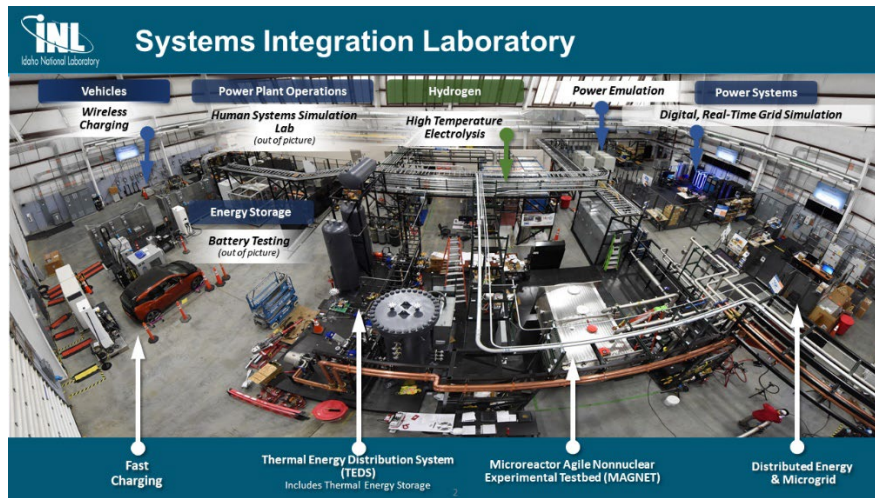 INL
Idaho National Laboratory
Systems Integration Laboratory
Vehicles
Wireless
Charging
Power Plant Operations
Human Systems Simulation
Lab
(out of picture)
Hydrogen
High Temperature
Electrolysis
Power Emulation
Power Systems
Digital, Real-Time Grid Simulation
Energy Storage
Battery Testing
(out of picture)
Fast
Charging
Thermal Energy Distribution System
(TEDS)
Includes Thermal Energy Storage
Microreactor Agile Nonnuclear
Experimental Testbed (MAGNET)
Distributed Energy
& Microgrid
2